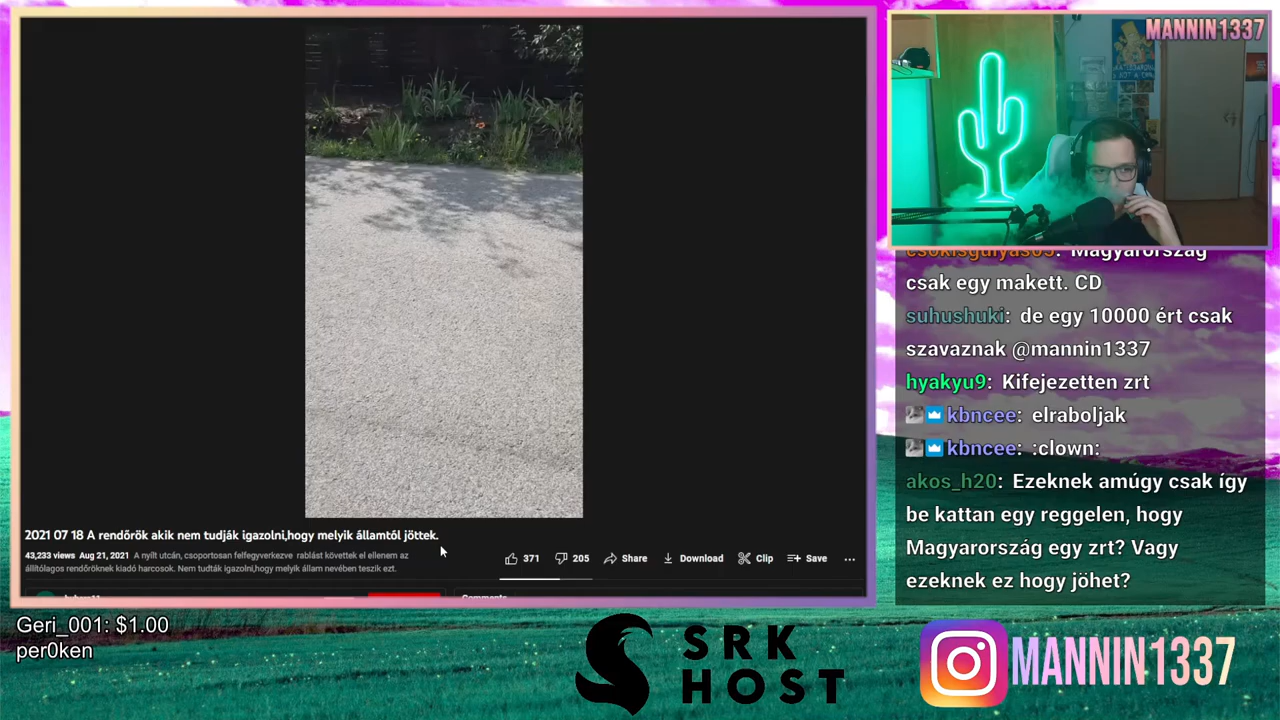 MANNIN1337
csokisgulyas05: Magyarország
csak egy makett. CD
suhushuki: de egy 10000 ért csak
szavaznak @mannin1337
hyakyu9: Kifejezetten zrt
kbncee: elraboljak
kbncee: :clown:
akos_h20: Ezeknek amúgy csak így
be kattan egy reggelen, hogy
Magyarország egy zrt? Vagy
ezeknek ez hogy jöhet?
2021 07 18 A rendőrök akik nem tudják igazolni,hogy melyik államtól jöttek.
43,233 views Aug 21, 2021 A nyílt utcán, csoportosan felfegyverkezve rablást követtek el ellenem az
állítólagos rendőröknek kiadó harcosok. Nem tudták igazolni,hogy melyik állam nevében teszik ezt.
371 205 Share Download Clip Save ...
Comments
Geri_001: $1.00
per0ken
SRK
HOST
MANNIN1337